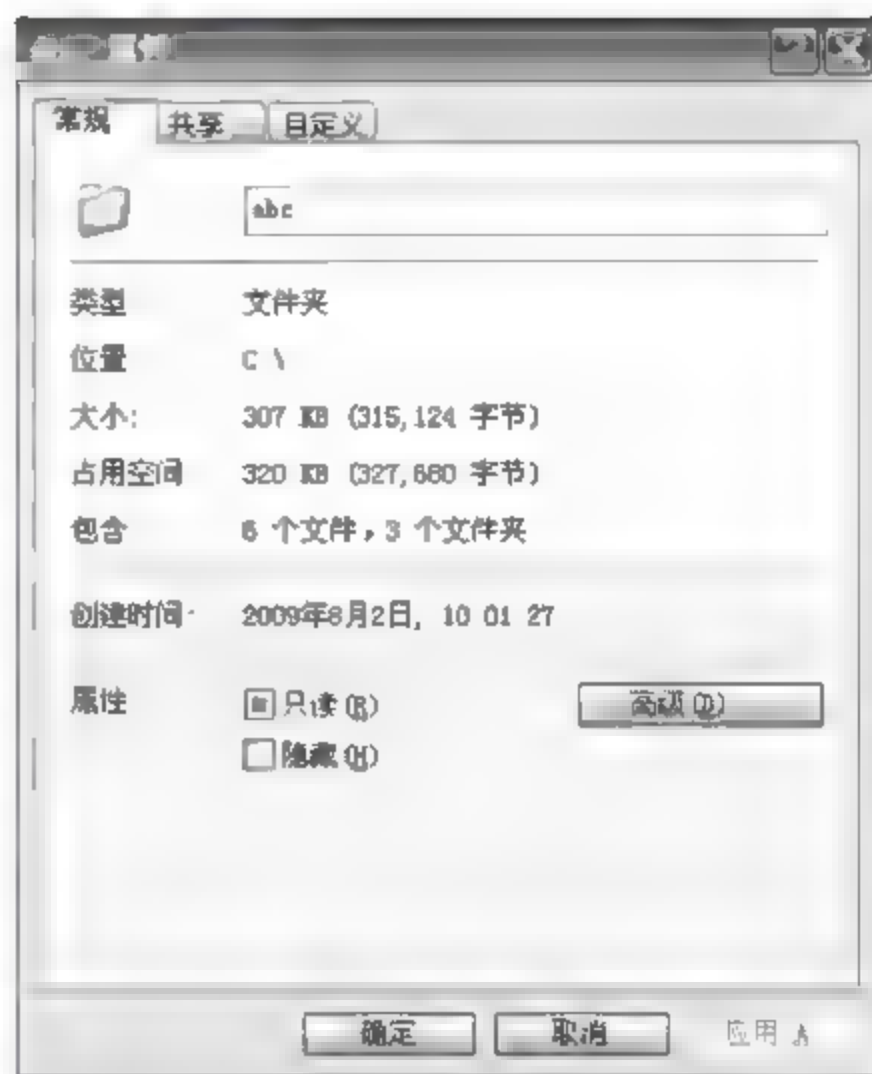 常规 共享 自定义
abc
类型 文件夹
位置 C \
大小: 307 KB (315,124 字节)
占用空间 320 KB (327,680 字节)
包含 6 个文件,3 个文件夹
创建时间 2009年8月2日, 10 01 27
属性 只读(R) 高级(D)
隐藏(H)
确定 取消 应用 A